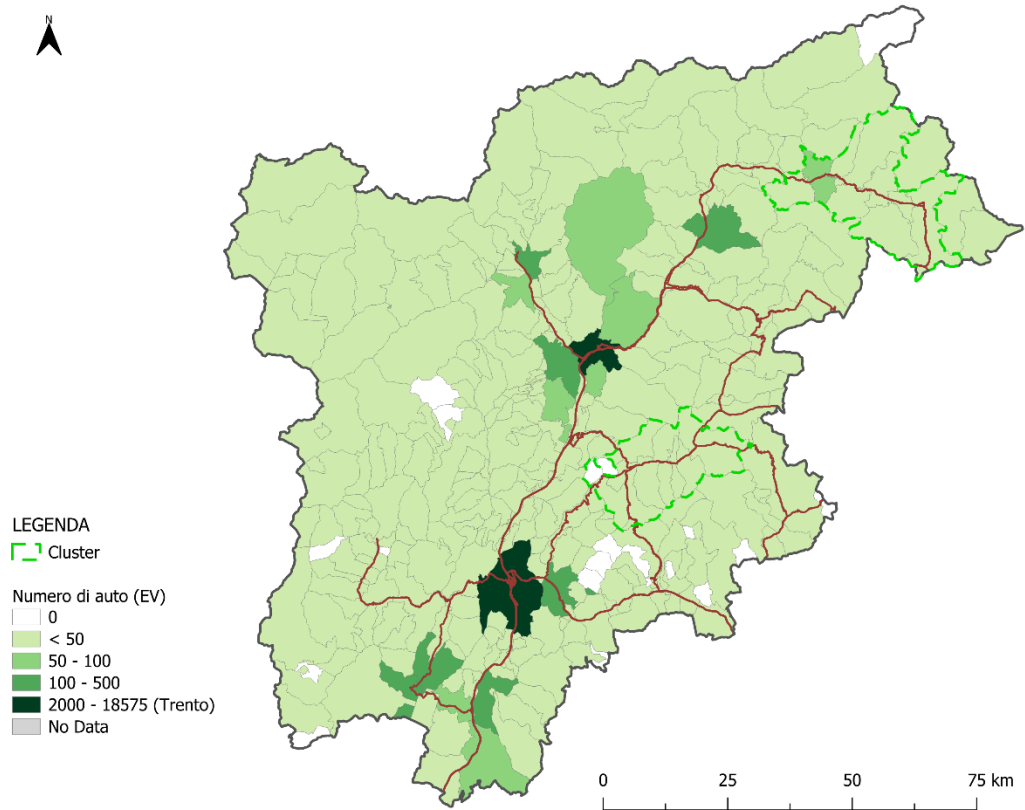 N
LEGENDA
Cluster
Numero di auto (EV)
0
< 50
50 - 100
100 - 500
2000 - 18575 (Trento)
No Data
0 25 50 75 km